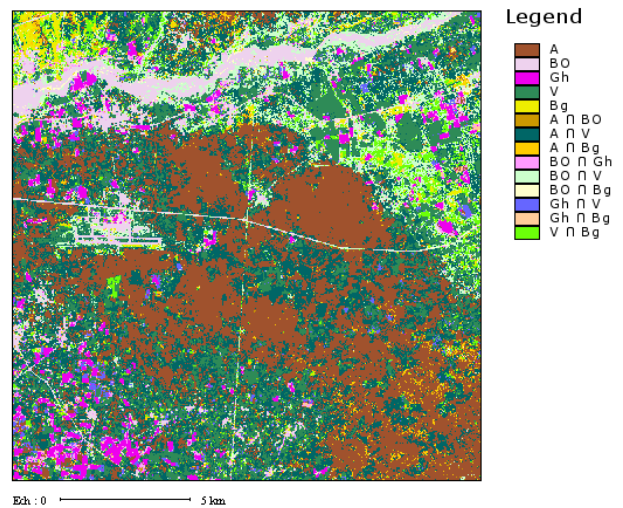 Legend
A
BO
Gh
V
Bg
A ∩ BO
A ∩ V
A ∩ Bg
BO ∩ Gh
BO ∩ V
BO ∩ Bg
Gh ∩ V
Gh ∩ Bg
V ∩ Bg
Ech : 0 5 km